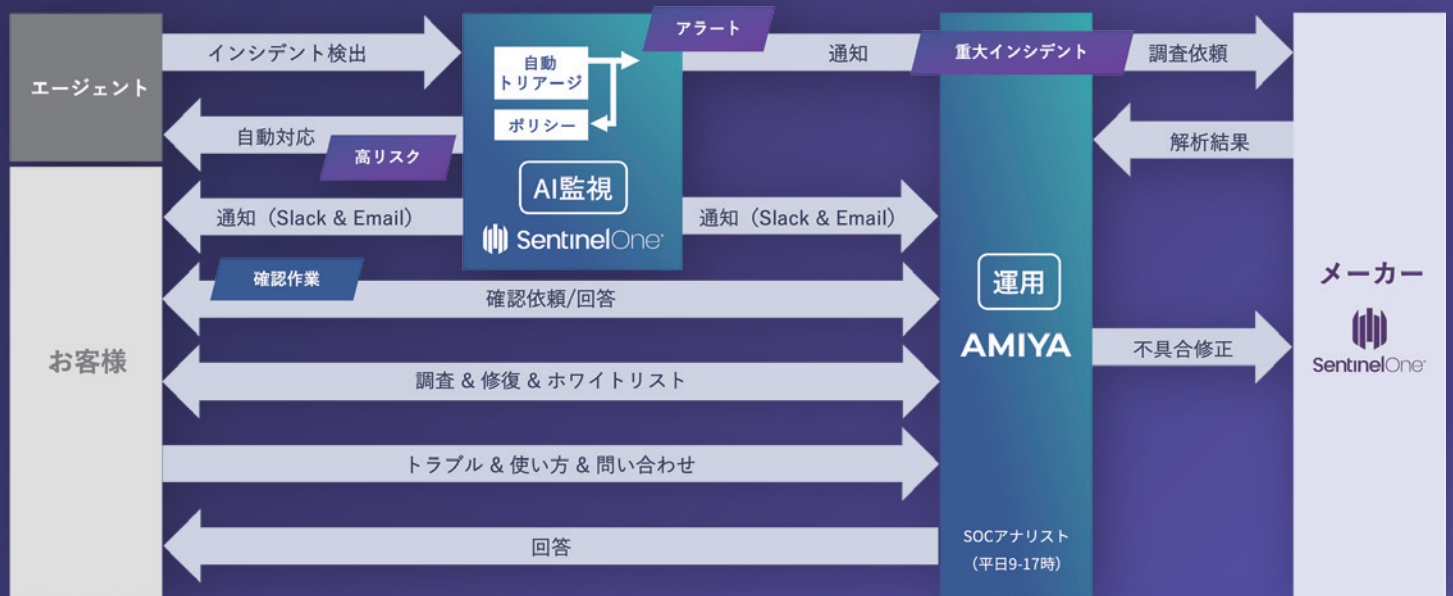 エージェント
インシデント検出
自動
トリアージ
ポリシー
アラート
通知
重大インシデント
調査依頼
自動対応
高リスク
解析結果
AI監視
SentinelOne
通知（Slack & Email）
通知（Slack & Email）
確認作業
確認依頼/回答
運用
AMIYA
メーカー
SentinelOne
お客様
不具合修正
調査 & 修復 & ホワイトリスト
トラブル & 使い方 & 問い合わせ
回答
SOCアナリスト
（平日9-17時）